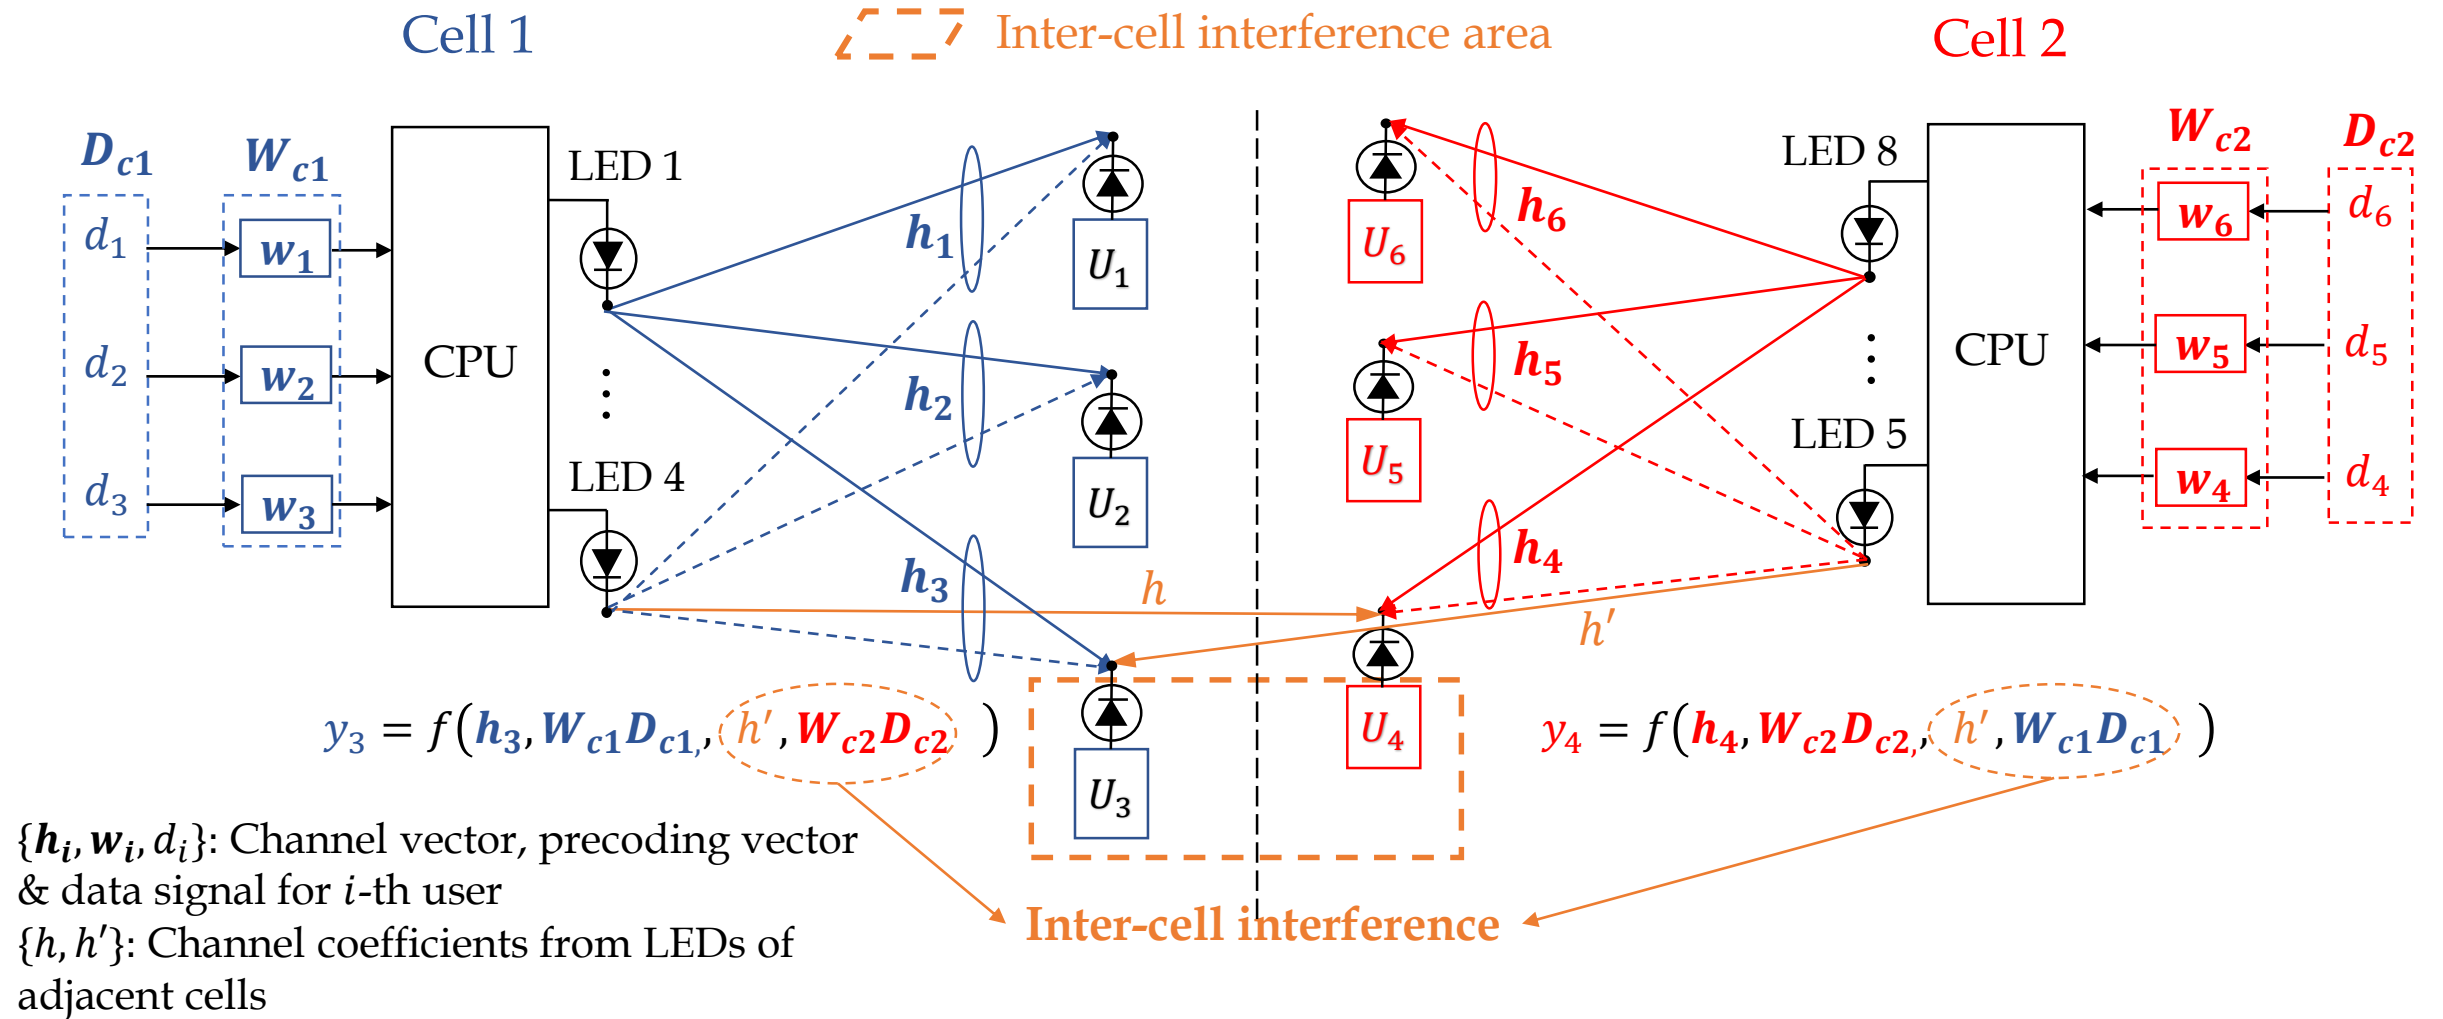 Cell 1
Inter-cell interference area
Cell 2
D_c1
W_c1
LED 1
LED 8
W_c2
D_c2
d_1
w_1
h_1
U_1
U_6
h_6
w_6
d_6
d_2
w_2
CPU
h_2
U_2
U_5
h_5
CPU
w_5
d_5
d_3
w_3
LED 4
h_3
h
h_4
h′
LED 5
w_4
d_4
y_3 = f(h_3, W_c1 D_c1,, h′, W_c2 D_c2 )
U_3
U_4
y_4 = f(h_4, W_c2 D_c2,, h′, W_c1 D_c1 )
{h_i, w_i, d_i}: Channel vector, precoding vector
& data signal for i-th user
{h, h′}: Channel coefficients from LEDs of
adjacent cells
Inter-cell interference